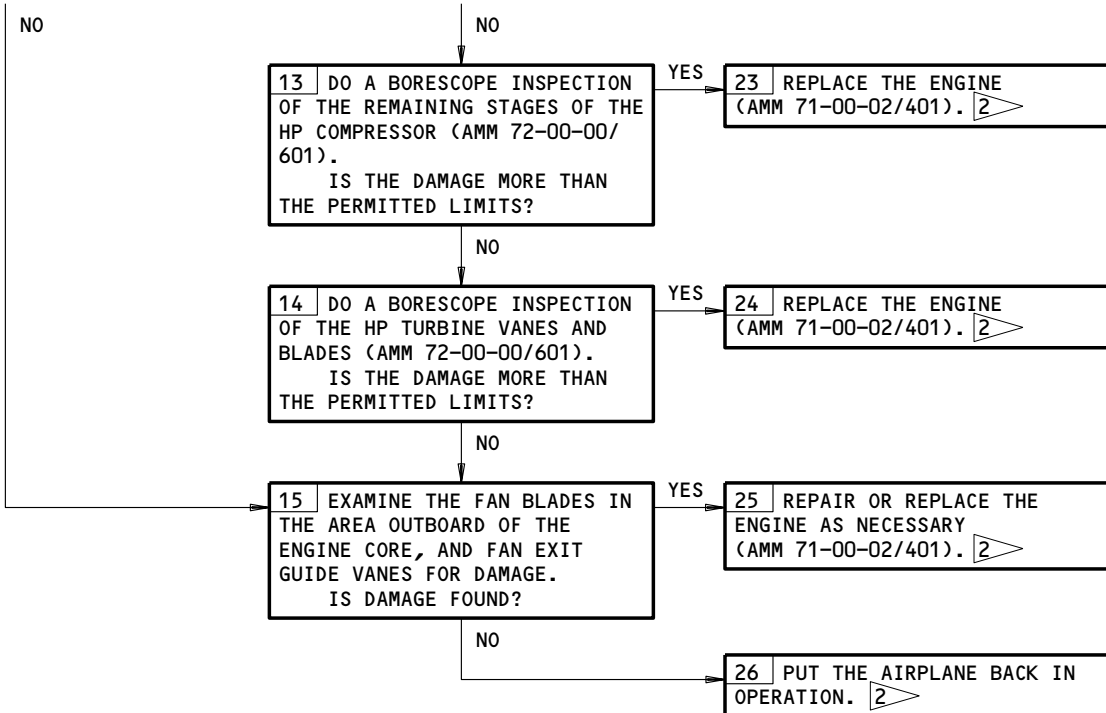 NO
NO
13 DO A BORESCOPE INSPECTION
OF THE REMAINING STAGES OF THE
HP COMPRESSOR (AMM 72-00-00/
601).
IS THE DAMAGE MORE THAN
THE PERMITTED LIMITS?
YES
23 REPLACE THE ENGINE
(AMM 71-00-02/401). 2
NO
14 DO A BORESCOPE INSPECTION
OF THE HP TURBINE VANES AND
BLADES (AMM 72-00-00/601).
IS THE DAMAGE MORE THAN
THE PERMITTED LIMITS?
YES
24 REPLACE THE ENGINE
(AMM 71-00-02/401). 2
NO
15 EXAMINE THE FAN BLADES IN
THE AREA OUTBOARD OF THE
ENGINE CORE, AND FAN EXIT
GUIDE VANES FOR DAMAGE.
IS DAMAGE FOUND?
YES
25 REPAIR OR REPLACE THE
ENGINE AS NECESSARY
(AMM 71-00-02/401). 2
NO
26 PUT THE AIRPLANE BACK IN
OPERATION. 2